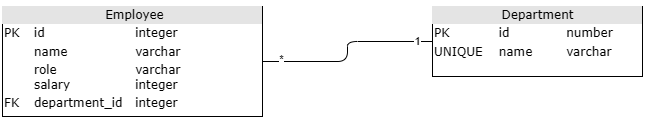 Employee
PK id integer
name varchar
role varchar
salary integer
FK department_id integer
* 1
Department
PK id number
UNIQUE name varchar